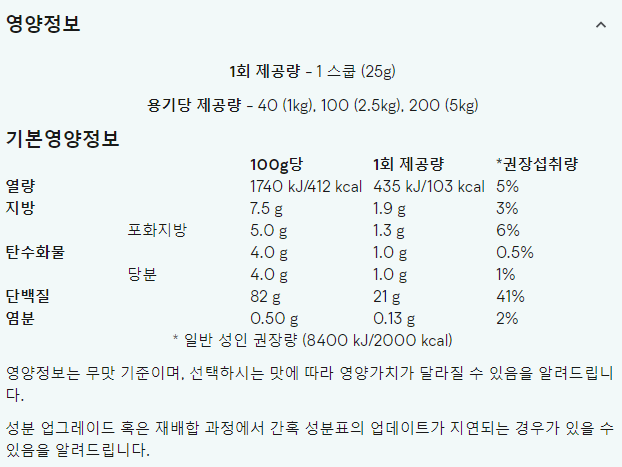 영양정보
1회 제공량 - 1 스쿱 (25g)
용기당 제공량 - 40 (1kg), 100 (2.5kg), 200 (5kg)
기본영양정보
100g당 1회 제공량 *권장섭취량
열량 1740 kJ/412 kcal 435 kJ/103 kcal 5%
지방 7.5 g 1.9 g 3%
포화지방 5.0 g 1.3 g 6%
탄수화물 4.0 g 1.0 g 0.5%
당분 4.0 g 1.0 g 1%
단백질 82 g 21 g 41%
염분 0.50 g 0.13 g 2%
* 일반 성인 권장량 (8400 kJ/2000 kcal)
영양정보는 무맛 기준이며, 선택하시는 맛에 따라 영양가치가 달라질 수 있음을 알려드립니
다.
성분 업그레이드 혹은 재배합 과정에서 간혹 성분표의 업데이트가 지연되는 경우가 있을 수
있음을 알려드립니다.